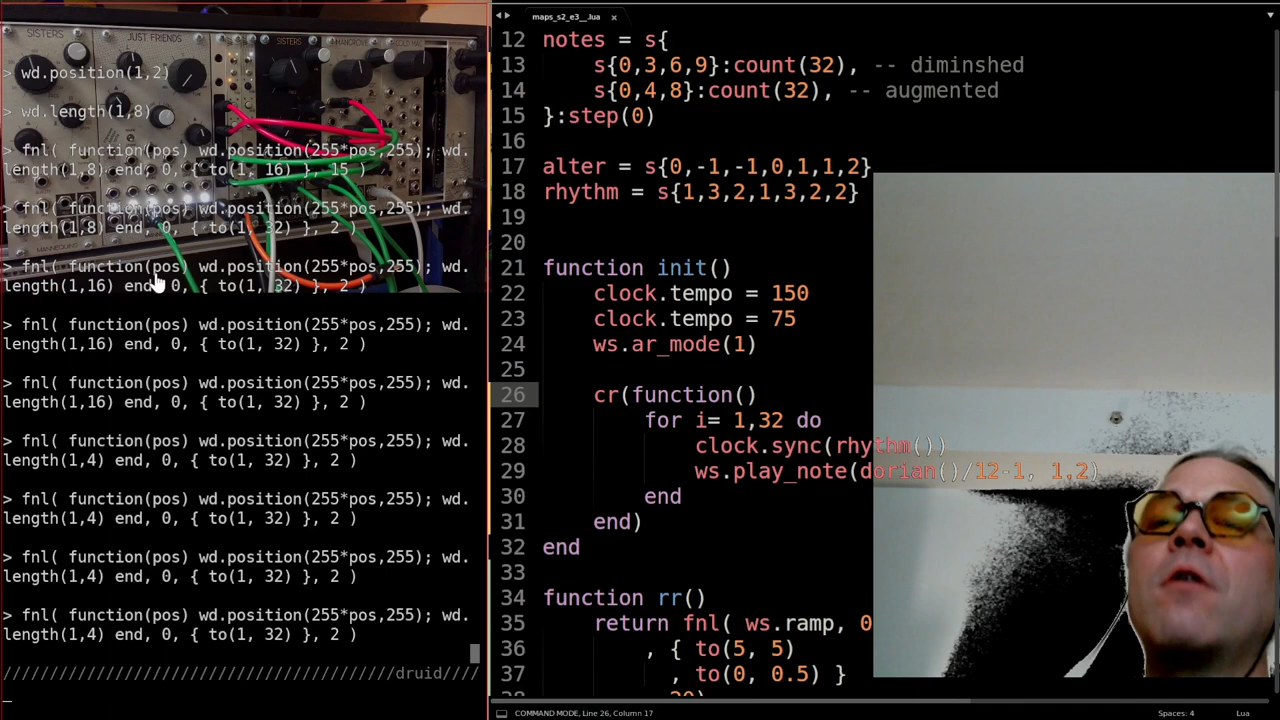 SISTERS
JUST FRIENDS
SISTERS
MANGROVE
> wd.position(1,2)
> wd.length(1,8)
> fnl( function(pos) wd.position(255*pos,255); wd.
length(1,8) end, 0, { to(1, 16) }, 15 )
> fnl( function(pos) wd.position(255*pos,255); wd.
length(1,8) end, 0, { to(1, 32) }, 2 )
> fnl( function(pos) wd.position(255*pos,255); wd.
length(1,16) end, 0, { to(1, 32) }, 2 )
> fnl( function(pos) wd.position(255*pos,255); wd.
length(1,16) end, 0, { to(1, 32) }, 2 )
> fnl( function(pos) wd.position(255*pos,255); wd.
length(1,16) end, 0, { to(1, 32) }, 2 )
> fnl( function(pos) wd.position(255*pos,255); wd.
length(1,4) end, 0, { to(1, 32) }, 2 )
> fnl( function(pos) wd.position(255*pos,255); wd.
length(1,4) end, 0, { to(1, 32) }, 2 )
> fnl( function(pos) wd.position(255*pos,255); wd.
length(1,4) end, 0, { to(1, 32) }, 2 )
> fnl( function(pos) wd.position(255*pos,255); wd.
length(1,4) end, 0, { to(1, 32) }, 2 )
//////////////////////////////////////////druid////
maps_s2_e3__.lua
12 notes = s{
13 s{0,3,6,9}:count(32), -- diminshed
14 s{0,4,8}:count(32), -- augmented
15 }:step(0)
16
17 alter = s{0,-1,-1,0,1,1,2}
18 rhythm = s{1,3,2,1,3,2,2}
19
20
21 function init()
22 clock.tempo = 150
23 clock.tempo = 75
24 ws.ar_mode(1)
25
26 cr(function()
27 for i= 1,32 do
28 clock.sync(rhythm())
29 ws.play_note(dorian()/12-1, 1.2)
30 end
31 end)
32 end
33
34 function rr()
35 return fnl( ws.ramp, 0
36 , { to(5, 5)
37 , to(0, 0.5) }
COMMAND MODE, Line 26, Column 17
Spaces: 4
Lua